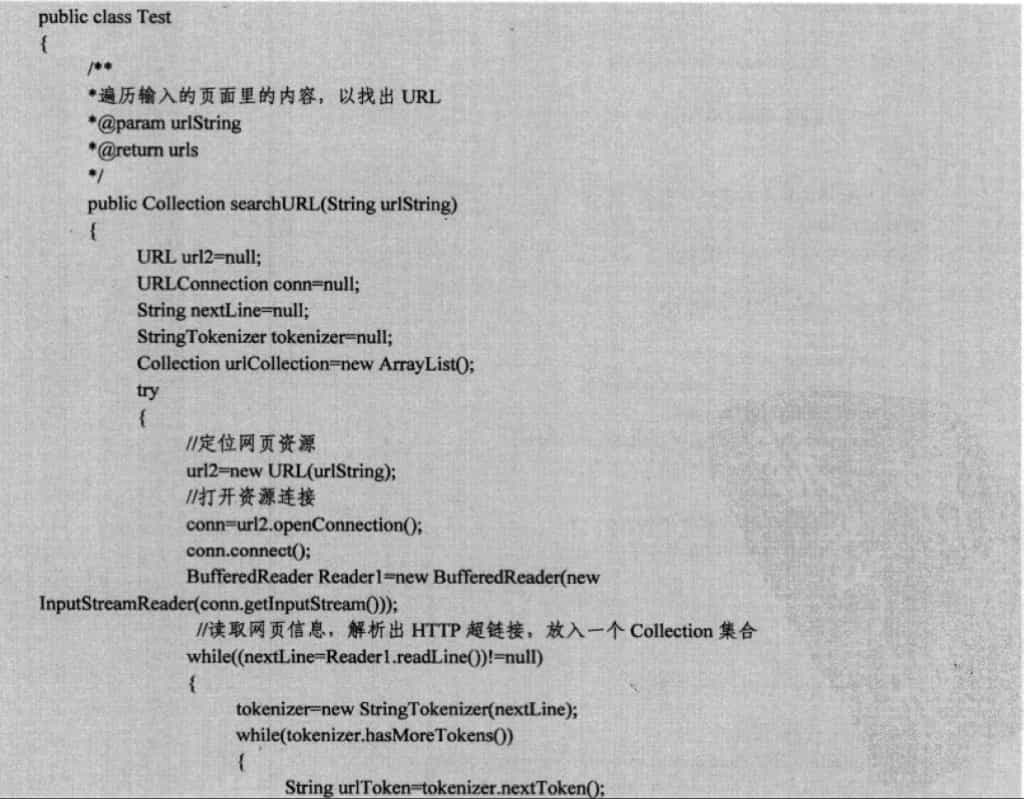 public class Test
{
/**
*遍历输入的页面里的内容，以找出 URL
*@param urlString
*@return urls
*/
public Collection searchURL(String urlString)
{
URL url2=null;
URLConnection conn=null;
String nextLine=null;
StringTokenizer tokenizer=null;
Collection urlCollection=new ArrayList();
try
{
//定位网页资源
url2=new URL(urlString);
//打开资源连接
conn=url2.openConnection();
conn.connect();
BufferedReader Reader1=new BufferedReader(new
InputStreamReader(conn.getInputStream()));
//读取网页信息，解析出 HTTP 超链接，放入一个 Collection 集合
while((nextLine=Reader1.readLine())!=null)
{
tokenizer=new StringTokenizer(nextLine);
while(tokenizer.hasMoreTokens())
{
String urlToken=tokenizer.nextToken();